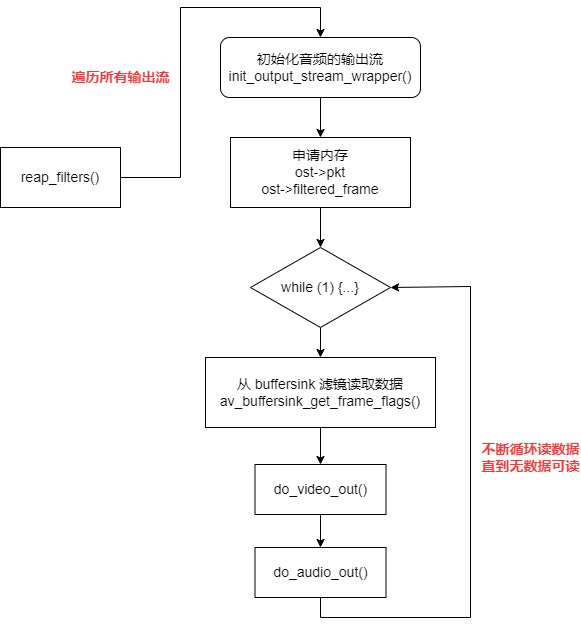 初始化音频的输出流
init_output_stream_wrapper()
遍历所有输出流
申请内存
ost->pkt
ost->filtered_frame
reap_filters()
while (1) {...}
从 buffersink 滤镜读取数据
av_buffersink_get_frame_flags()
不断循环读数据
直到无数据可读
do_video_out()
do_audio_out()